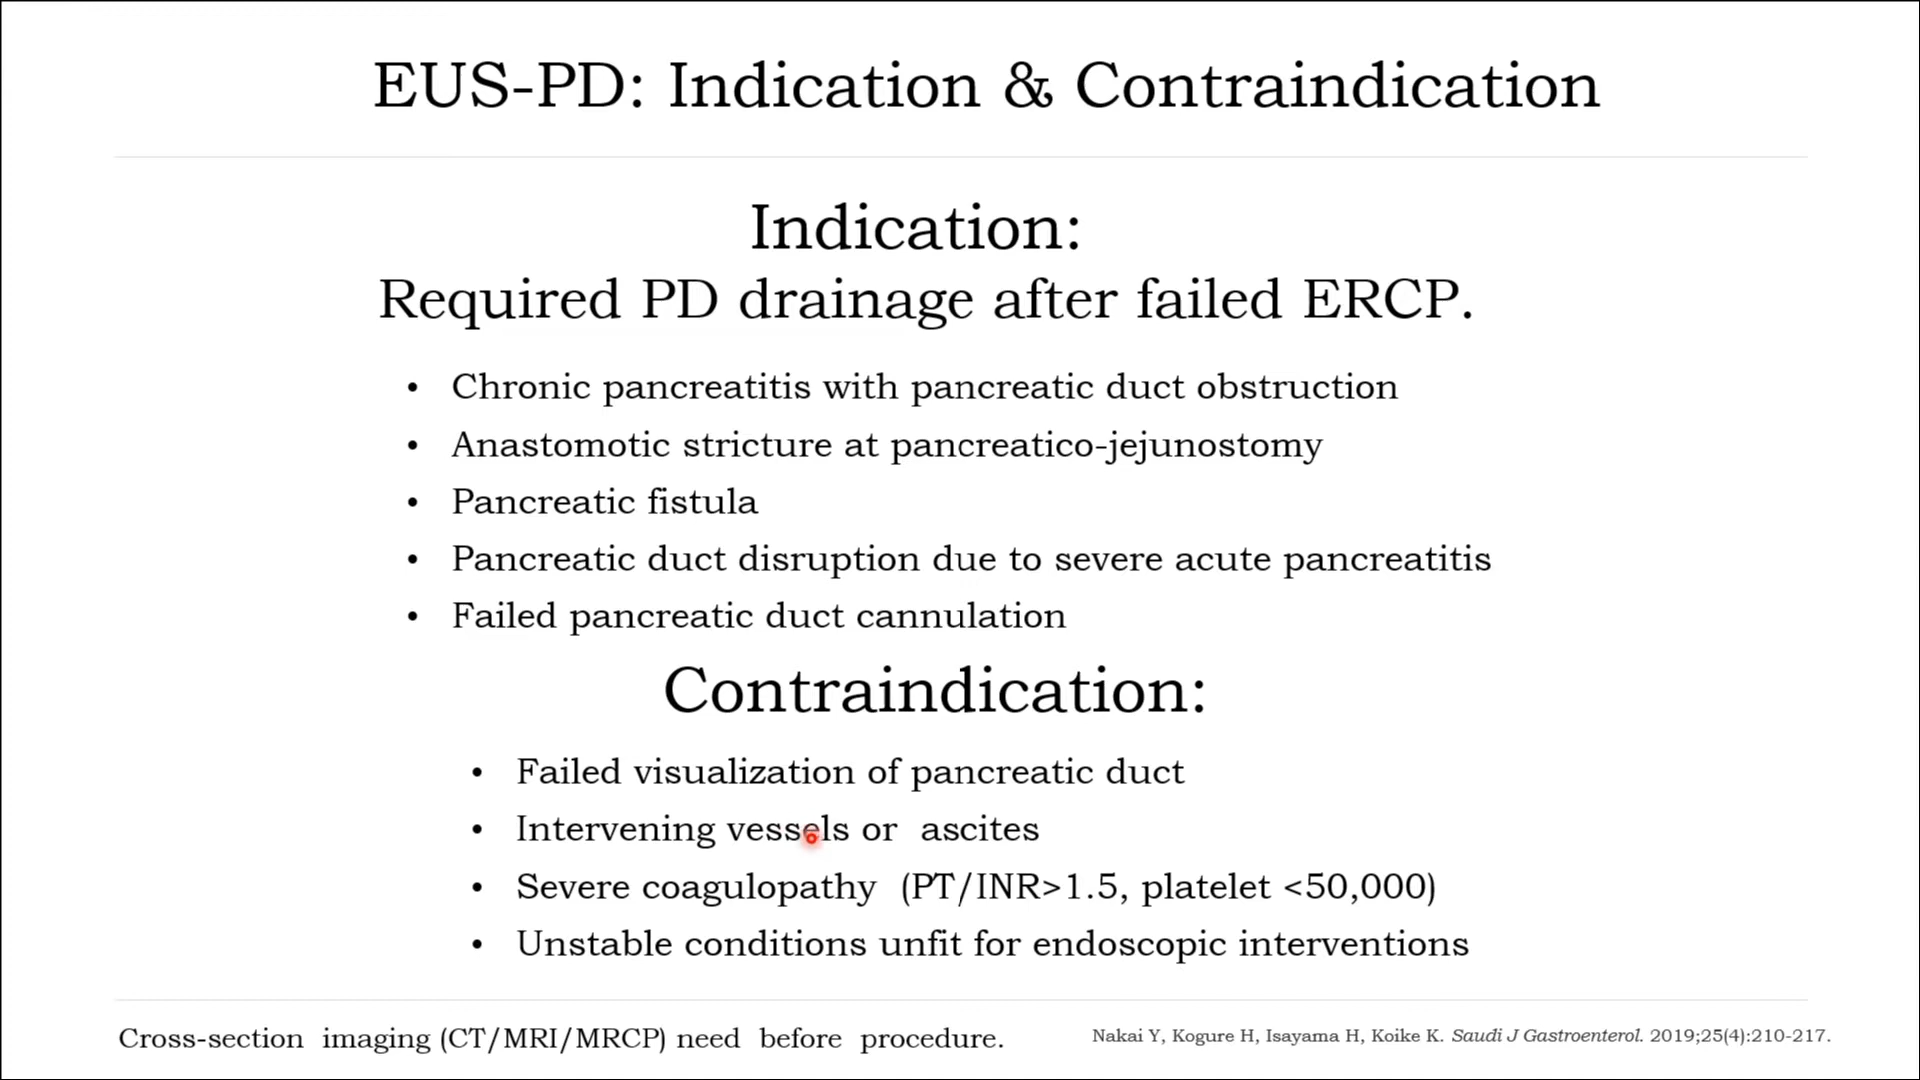 EUS-PD: Indication & Contraindication
Indication:
Required PD drainage after failed ERCP.
• Chronic pancreatitis with pancreatic duct obstruction
• Anastomotic stricture at pancreatico-jejunostomy
• Pancreatic fistula
• Pancreatic duct disruption due to severe acute pancreatitis
• Failed pancreatic duct cannulation
Contraindication:
• Failed visualization of pancreatic duct
• Intervening vessels or ascites
• Severe coagulopathy (PT/INR>1.5, platelet <50,000)
• Unstable conditions unfit for endoscopic interventions
Cross-section imaging (CT/MRI/MRCP) need before procedure.
Nakai Y, Kogure H, Isayama H, Koike K. Saudi J Gastroenterol. 2019;25(4):210-217.